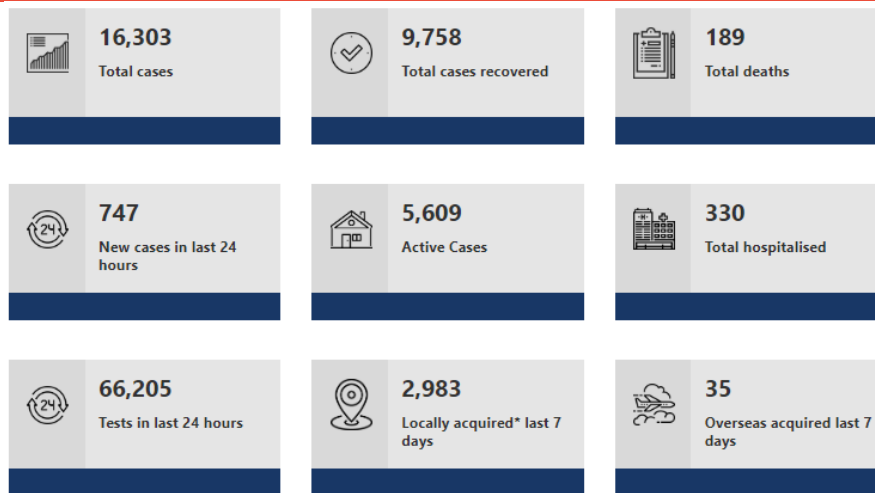 16,303
Total cases
9,758
Total cases recovered
189
Total deaths
24
747
New cases in last 24
hours
5,609
Active Cases
330
Total hospitalised
24
66,205
Tests in last 24 hours
2,983
Locally acquired* last 7
days
35
Overseas acquired last 7
days